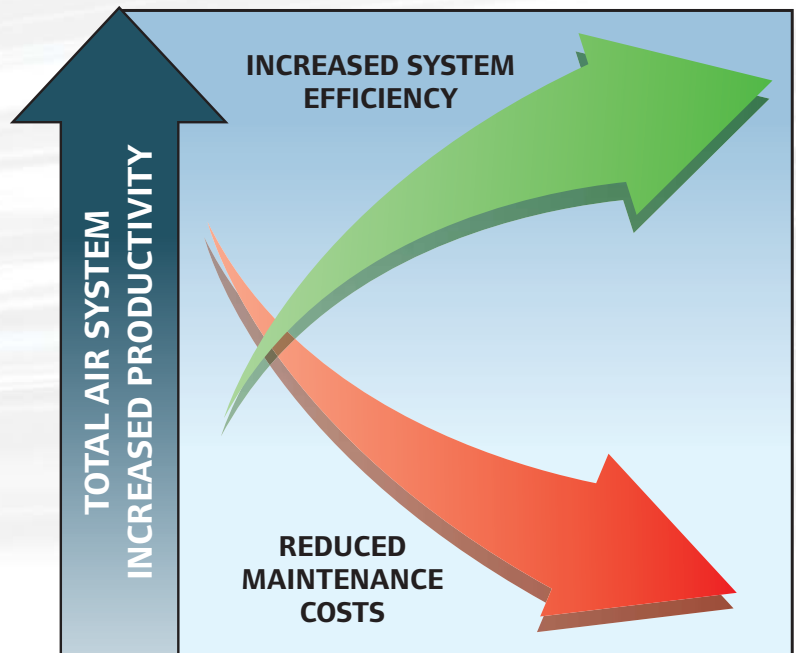 INCREASED SYSTEM
EFFICIENCY
TOTAL AIR SYSTEM
INCREASED PRODUCTIVITY
REDUCED
MAINTENANCE
COSTS